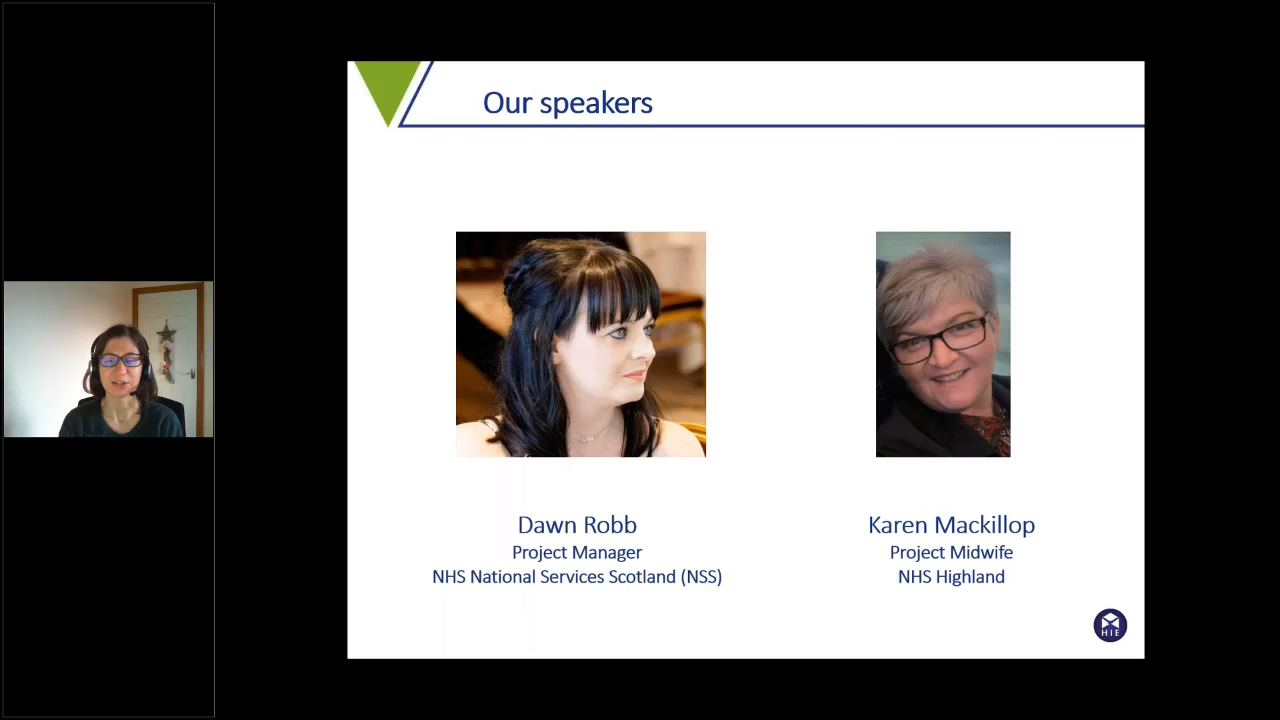 Our speakers
Dawn Robb
Project Manager
NHS National Services Scotland (NSS)
Karen Mackillop
Project Midwife
NHS Highland
HIE